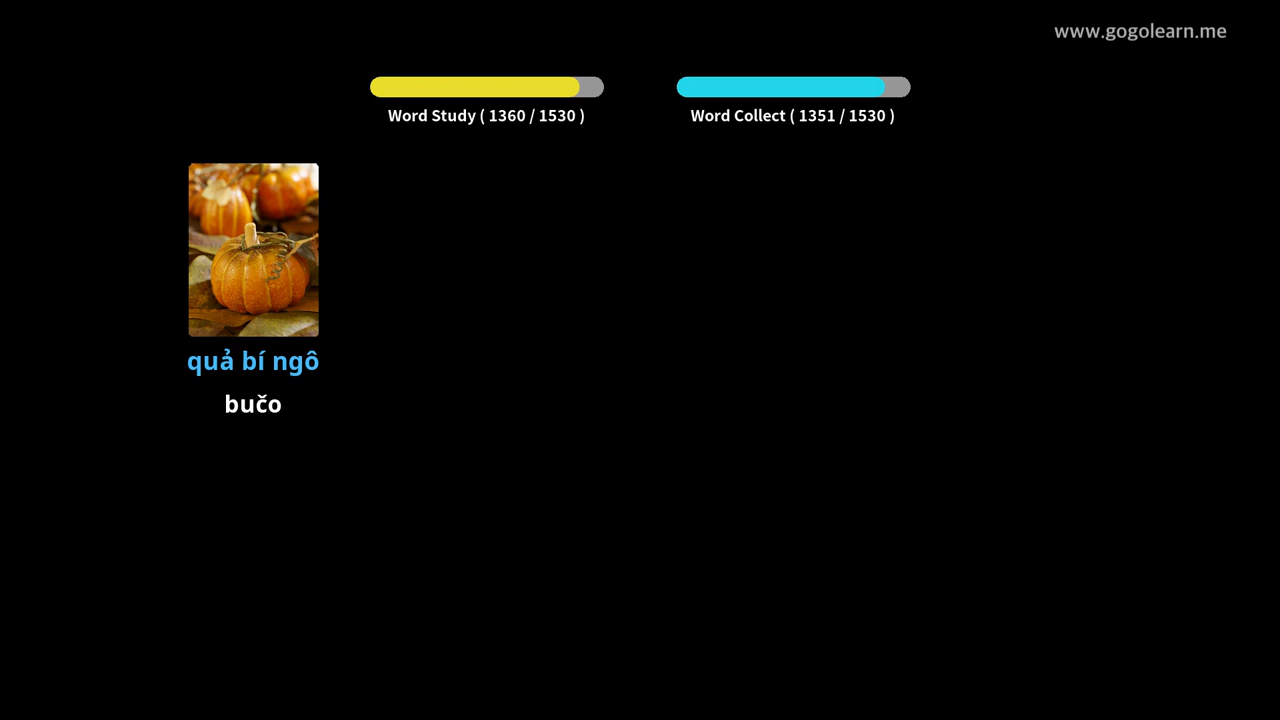 www.gogolearn.me
Word Study ( 1360 / 1530 )
Word Collect ( 1351 / 1530 )
quả bí ngô
bučo